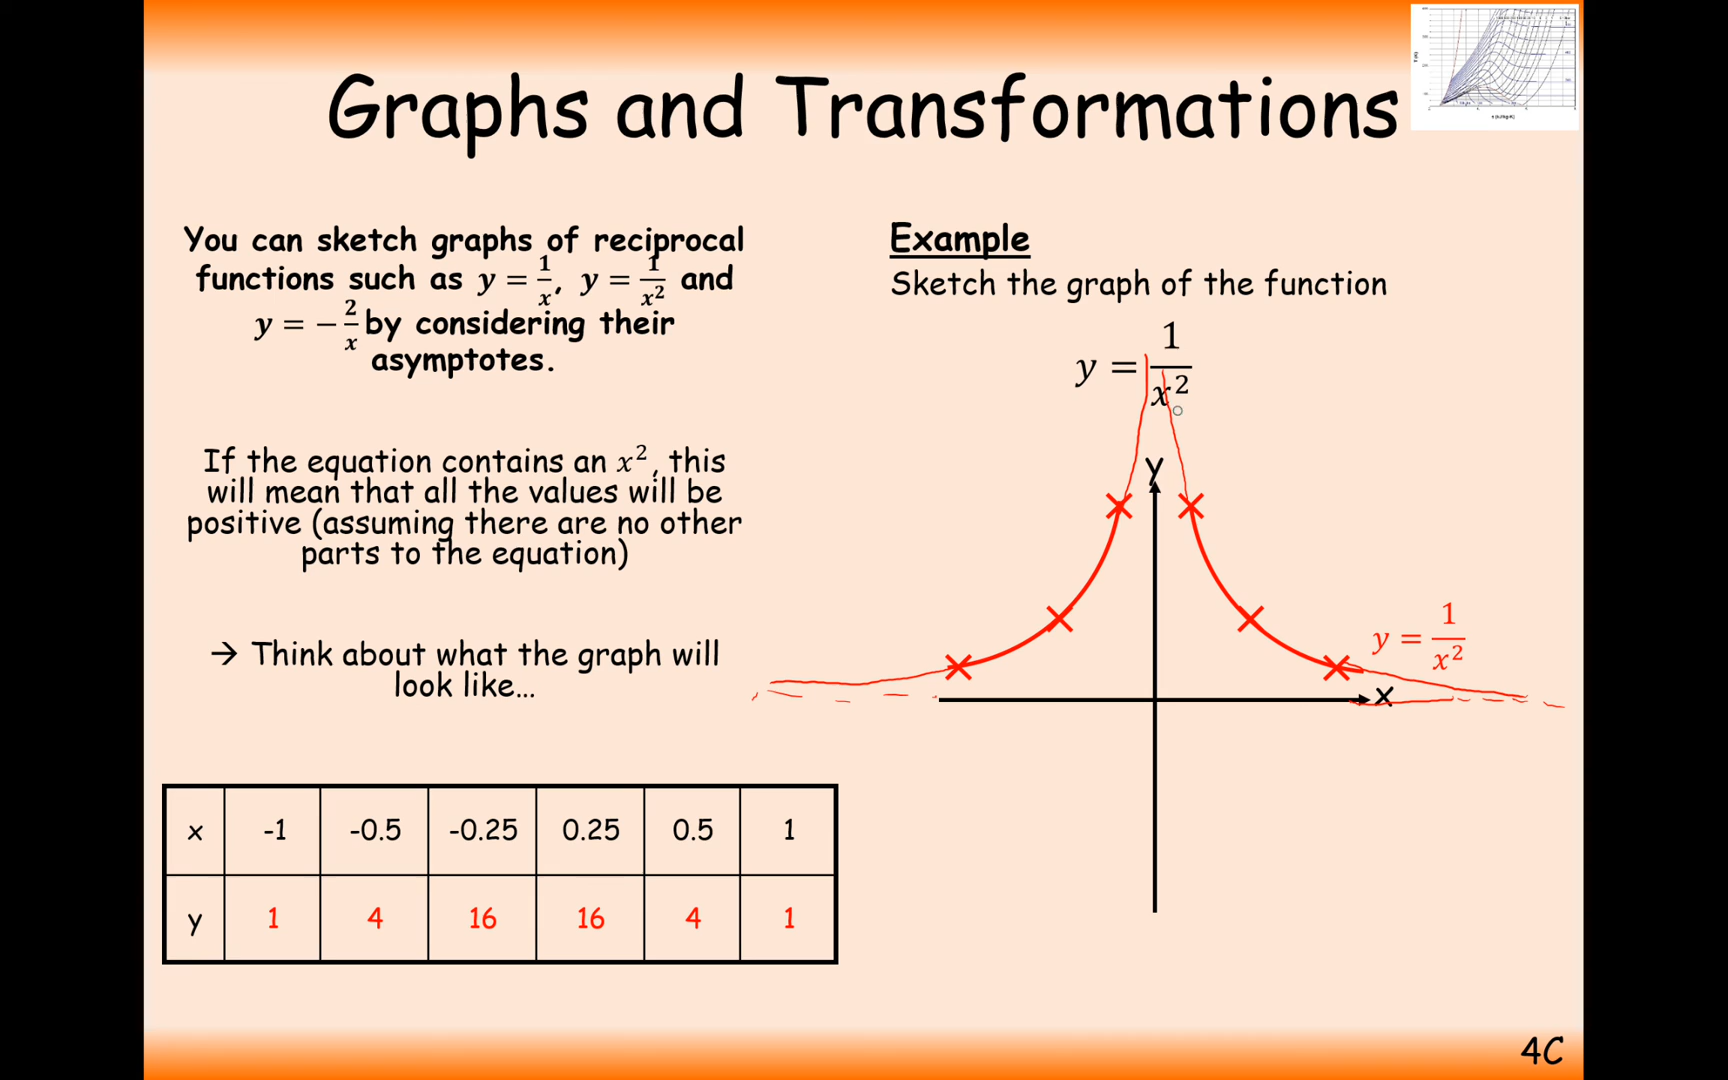 Graphs and Transformations
You can sketch graphs of reciprocal
functions such as y = 1/x, y = 1/x² and
y = −2/x by considering their
asymptotes.
If the equation contains an x², this
will mean that all the values will be
positive (assuming there are no other
parts to the equation)
→ Think about what the graph will
look like…
x -1 -0.5 -0.25 0.25 0.5 1
y 1 4 16 16 4 1
Example
Sketch the graph of the function
y = 1/x²
y
y = 1/x²
x
4C